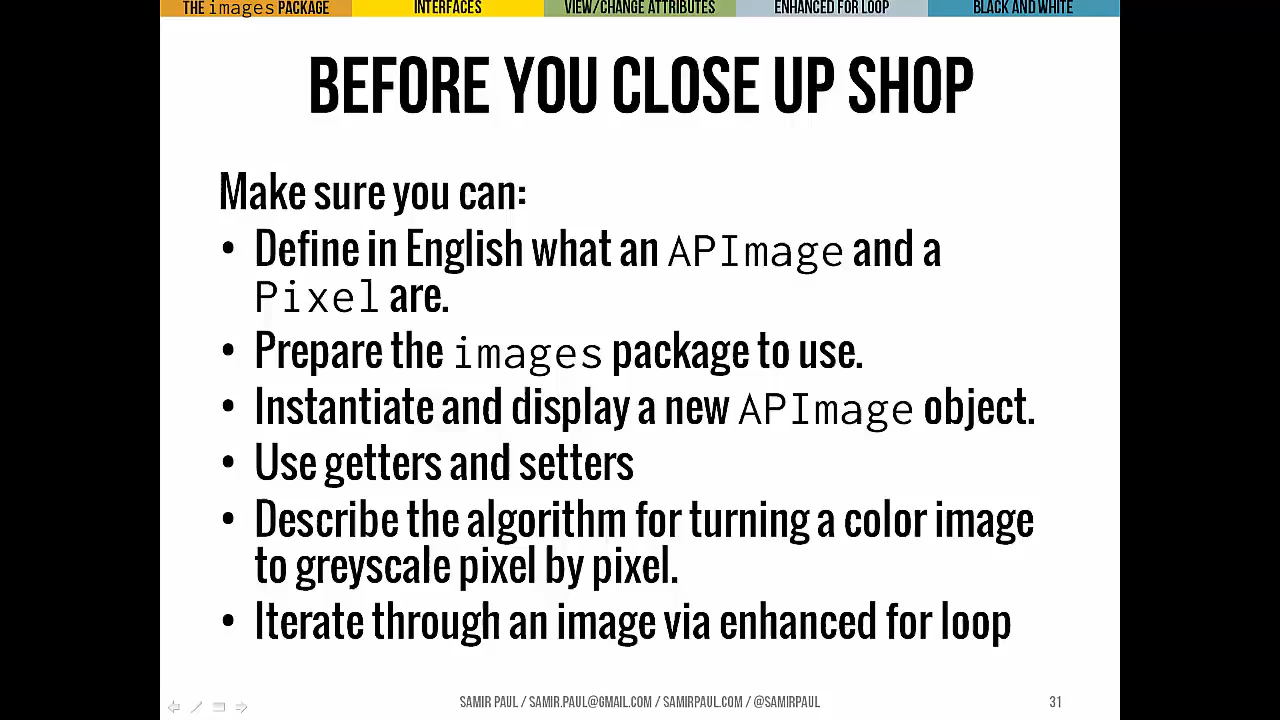 THE images PACKAGE
INTERFACES
VIEW/CHANGE ATTRIBUTES
ENHANCED FOR LOOP
BLACK AND WHITE
BEFORE YOU CLOSE UP SHOP
Make sure you can:
• Define in English what an APImage and a
Pixel are.
• Prepare the images package to use.
• Instantiate and display a new APImage object.
• Use getters and setters
• Describe the algorithm for turning a color image
to greyscale pixel by pixel.
• Iterate through an image via enhanced for loop
SAMIR PAUL / SAMIR.PAUL@GMAIL.COM / SAMIRPAUL.COM / @SAMIRPAUL
31